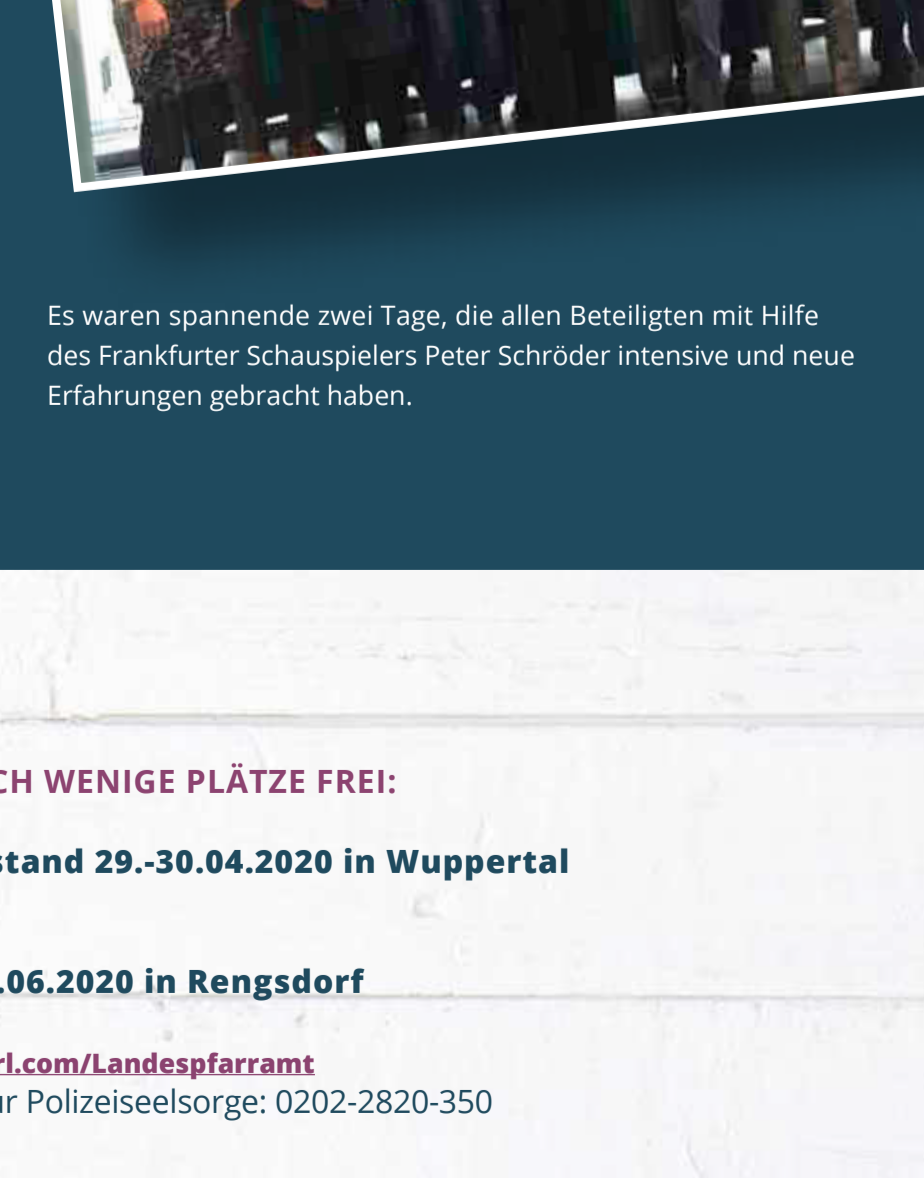 Es waren spannende zwei Tage, die allen Beteiligten mit Hilfe
des Frankfurter Schauspielers Peter Schröder intensive und neue
Erfahrungen gebracht haben.
CH WENIGE PLÄTZE FREI:
stand 29.-30.04.2020 in Wuppertal
.06.2020 in Rengsdorf
rl.com/Landespfarramt
ur Polizeiseelsorge: 0202-2820-350